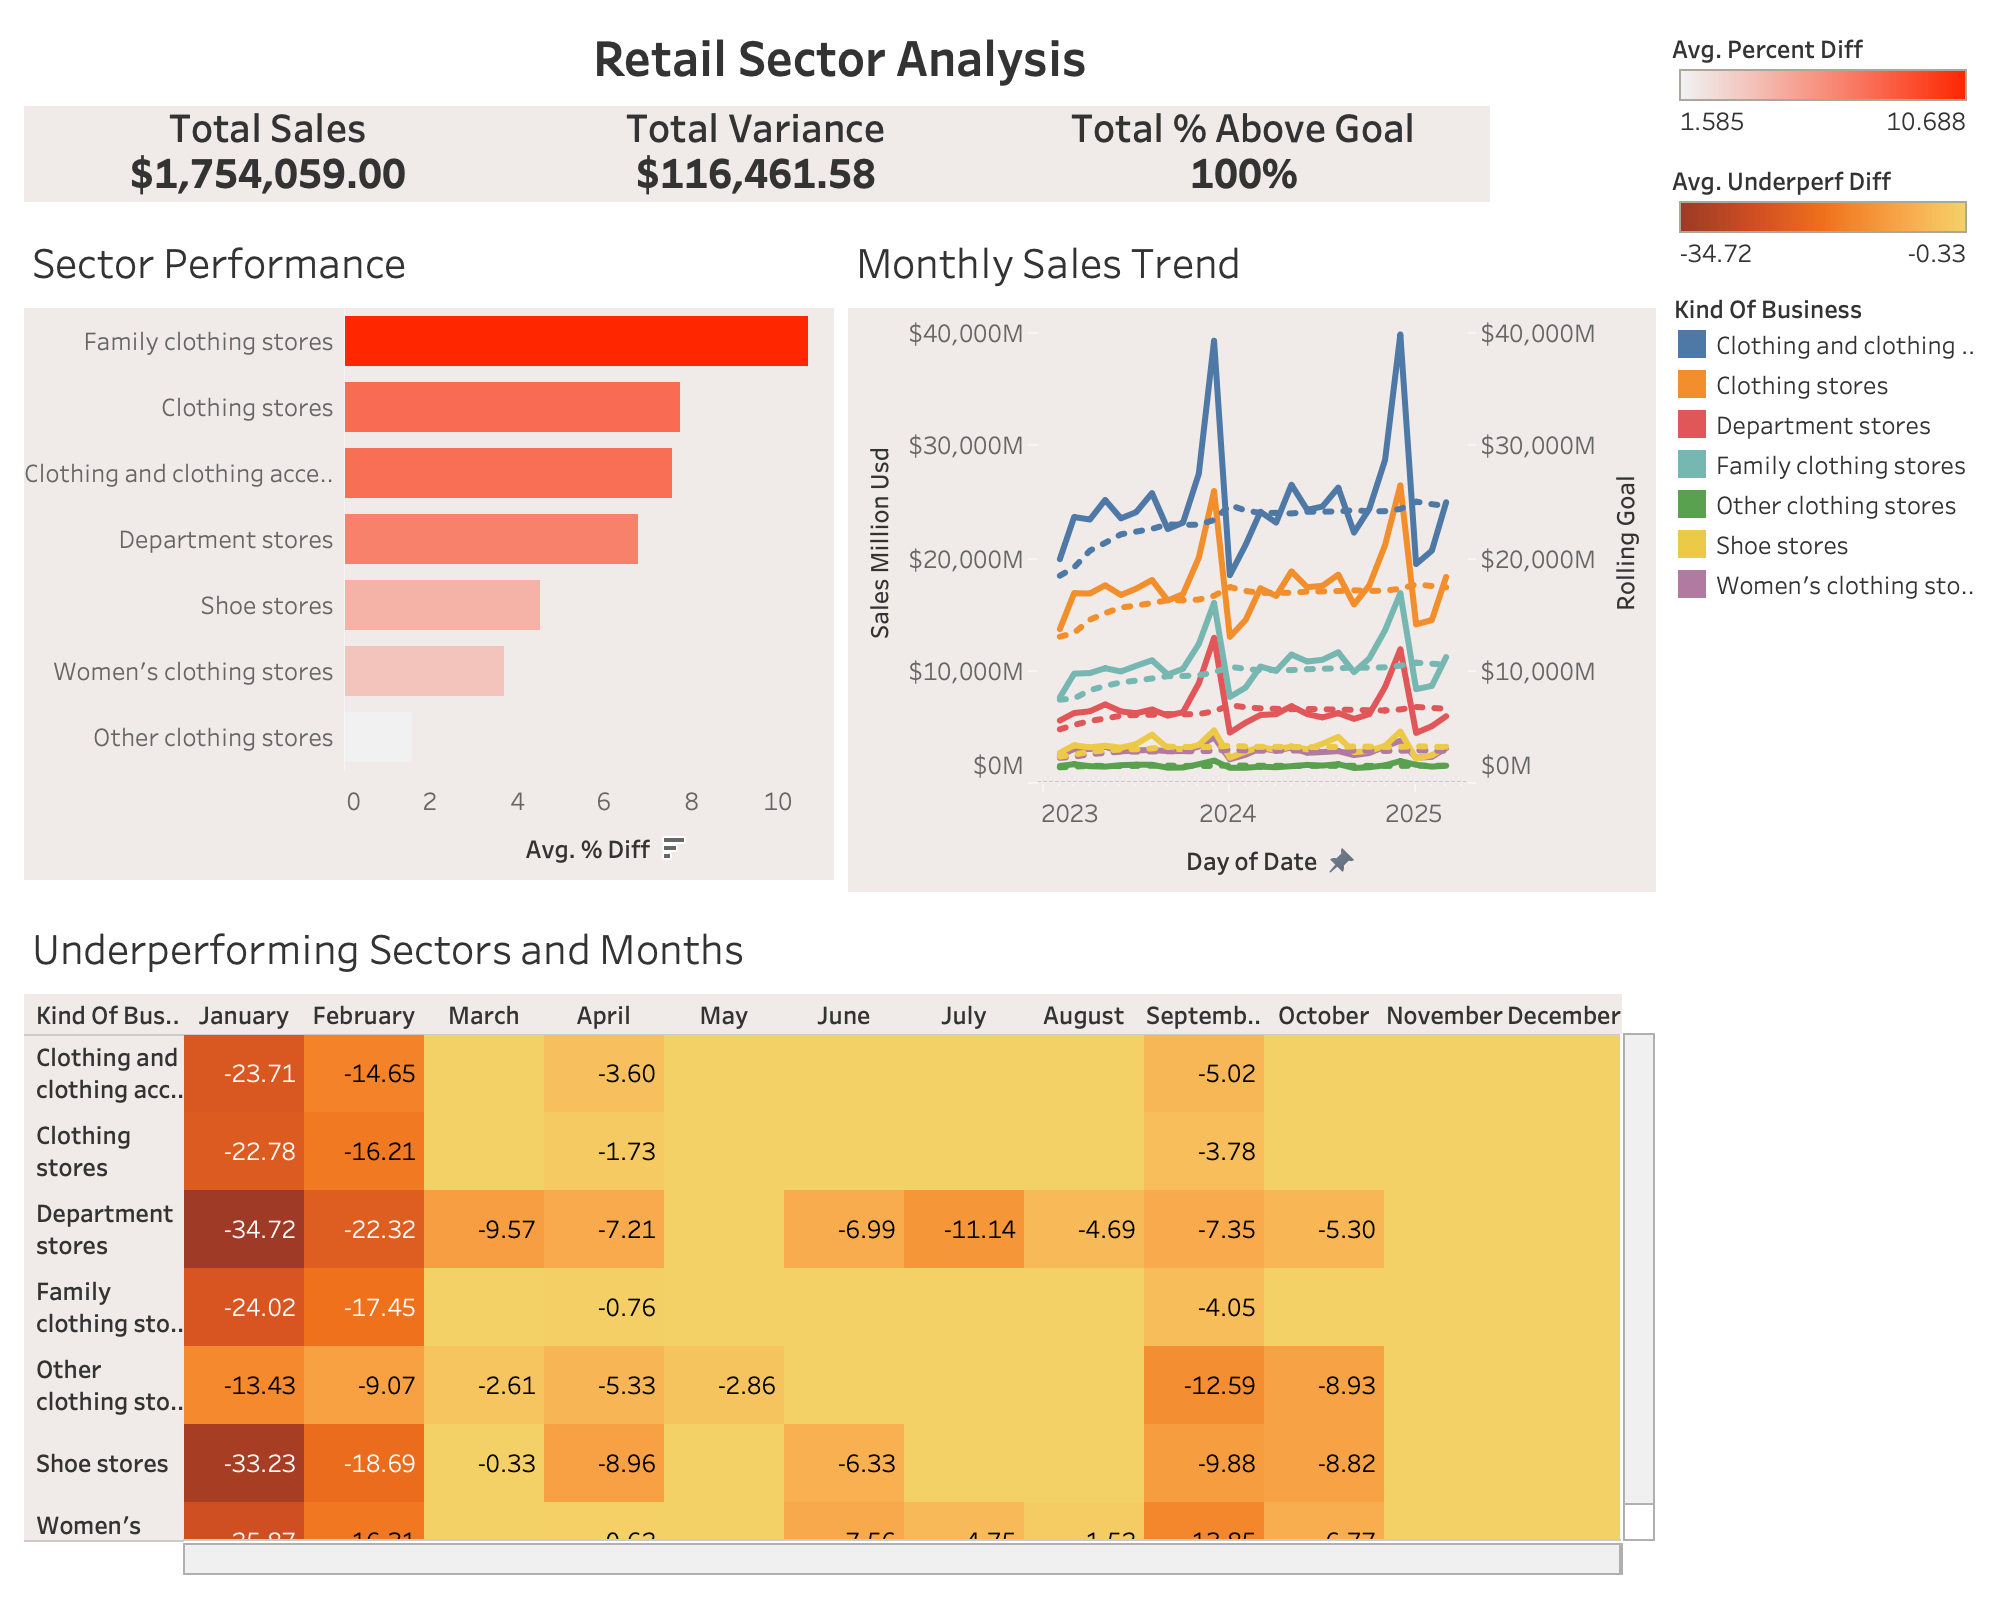 Retail Sector Analysis
Total Sales
$1,754,059.00
Total Variance
$116,461.58
Total % Above Goal
100%
Avg. Percent Diff
1.585 10.688
Avg. Underperf Diff
-34.72 -0.33
Kind Of Business
Clothing and clothing ..
Clothing stores
Department stores
Family clothing stores
Other clothing stores
Shoe stores
Women's clothing sto..
Sector Performance
Family clothing stores
Clothing stores
Clothing and clothing acce..
Department stores
Shoe stores
Women's clothing stores
Other clothing stores
0 2 4 6 8 10
Avg. % Diff
Monthly Sales Trend
Sales Million Usd
$40,000M
$30,000M
$20,000M
$10,000M
$0M
$40,000M
$30,000M
$20,000M
$10,000M
$0M
Rolling Goal
2023 2024 2025
Day of Date
Underperforming Sectors and Months
Kind Of Bus.. January February March April May June July August Septemb.. October November December
Clothing and
clothing acc.. -23.71 -14.65 -3.60 -5.02
Clothing
stores -22.78 -16.21 -1.73 -3.78
Department
stores -34.72 -22.32 -9.57 -7.21 -6.99 -11.14 -4.69 -7.35 -5.30
Family
clothing sto.. -24.02 -17.45 -0.76 -4.05
Other
clothing sto.. -13.43 -9.07 -2.61 -5.33 -2.86 -12.59 -8.93
Shoe stores -33.23 -18.69 -0.33 -8.96 -6.33 -9.88 -8.82
Women's